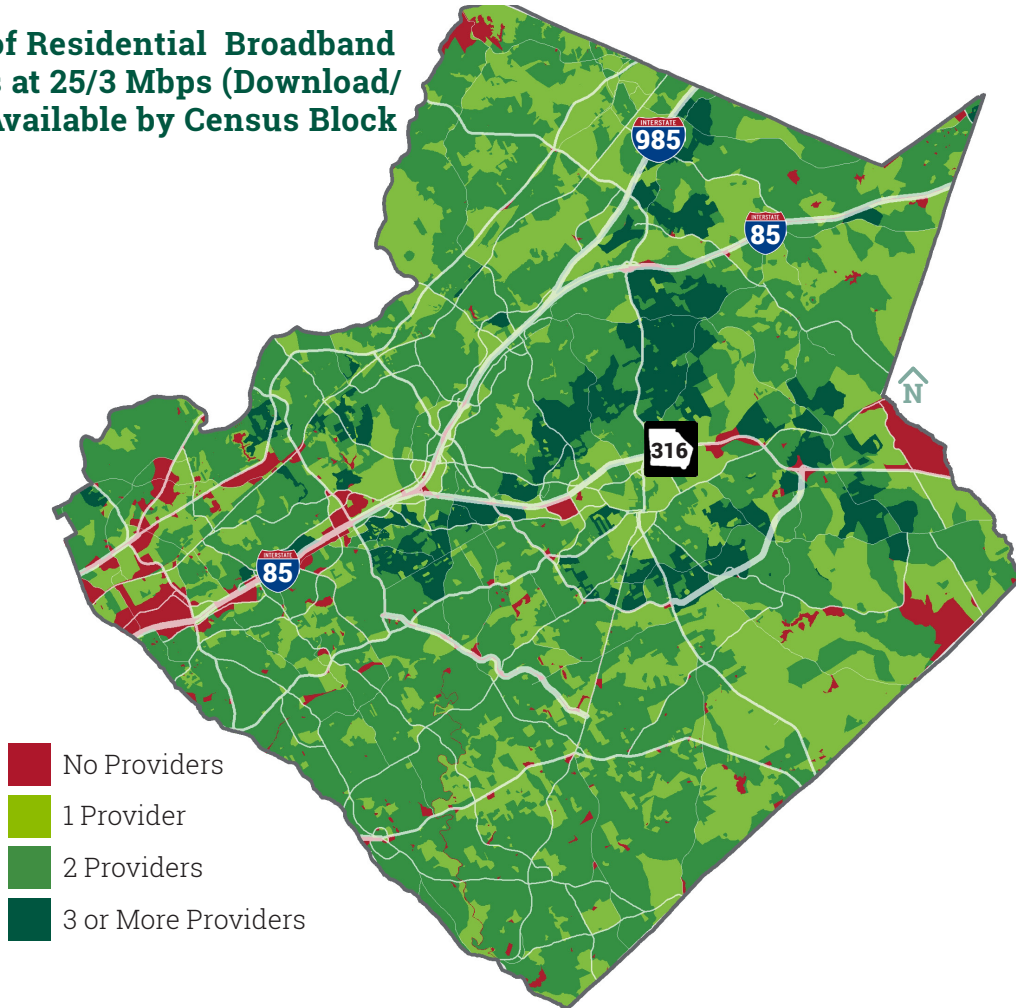 of Residential Broadband
s at 25/3 Mbps (Download/
Available by Census Block
INTERSTATE
985
INTERSTATE
85
N
316
INTERSTATE
85
No Providers
1 Provider
2 Providers
3 or More Providers